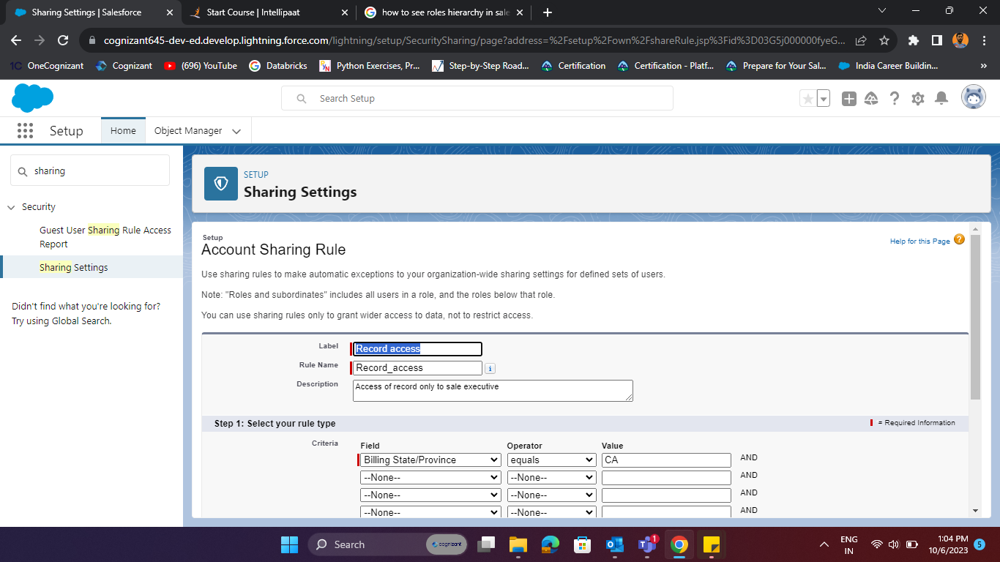 Sharing Settings | Salesforce
Start Course | Intellipaat
how to see roles hierarchy in sale
cognizant645-dev-ed.develop.lightning.force.com/lightning/setup/SecuritySharing/page?address=%2Fsetup%2Fown%2FshareRule.jsp%3Fid%3D03G5j000000fyeG...
1C OneCognizant
Cognizant
(696) YouTube
Databricks
Python Exercises, Pr...
Step-by-Step Road...
Certification
Certification - Platf...
Prepare for Your Sal...
India Career Buildin...
»
Search Setup
Setup
Home
Object Manager
sharing
Security
Guest User Sharing Rule Access
Report
Sharing Settings
Didn't find what you're looking for?
Try using Global Search.
SETUP
Sharing Settings
Setup
Account Sharing Rule
Help for this Page ?
Use sharing rules to make automatic exceptions to your organization-wide sharing settings for defined sets of users.
Note: "Roles and subordinates" includes all users in a role, and the roles below that role.
You can use sharing rules only to grant wider access to data, not to restrict access.
Label Record access
Rule Name Record_access i
Description Access of record only to sale executive
Step 1: Select your rule type
= Required Information
Criteria
Field Operator Value
Billing State/Province equals CA AND
--None-- --None-- AND
--None-- --None-- AND
--None-- --None-- AND
Search
cognizant
1
ENG
IN
1:04 PM
10/6/2023
5